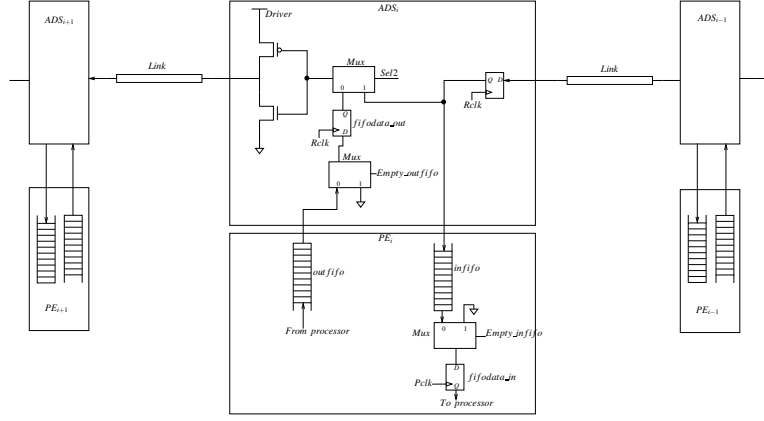 ADS_{i+1}
Driver
ADS_i
ADS_{i−1}
Link
Mux
Sel2
Link
0 1
Q D
Rclk
Q
D
fifodata_out
Rclk
Mux
0 1
Empty_outfifo
PE_i
outfifo
infifo
PE_{i+1}
PE_{i−1}
From processor
Mux
0 1
Empty_infifo
D
Q
fifodata_in
Pclk
To processor